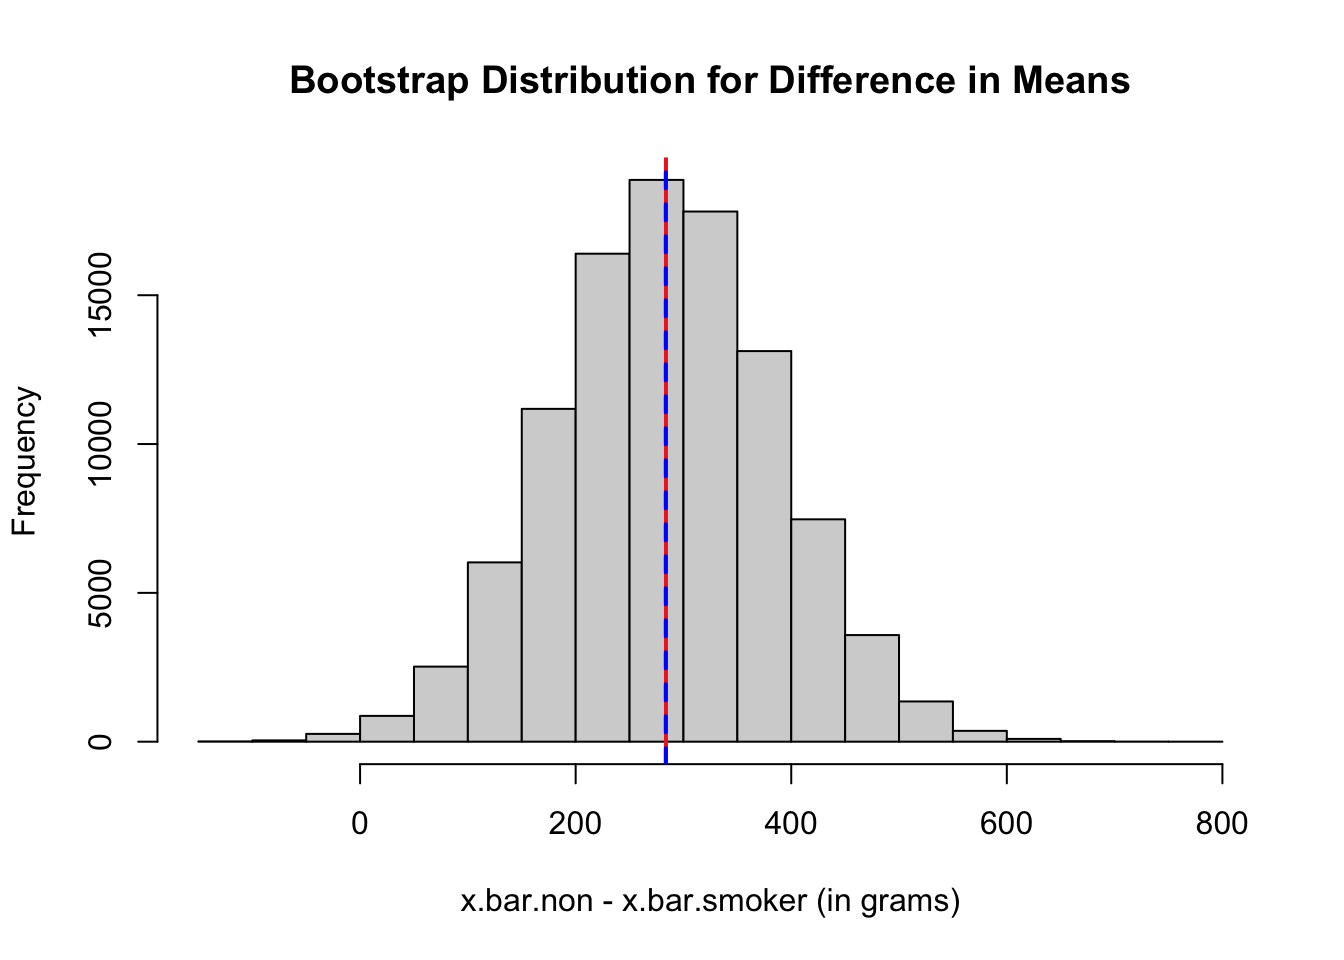 Bootstrap Distribution for Difference in Means
Frequency
15000
10000
5000
0
0 200 400 600 800
x.bar.non - x.bar.smoker (in grams)